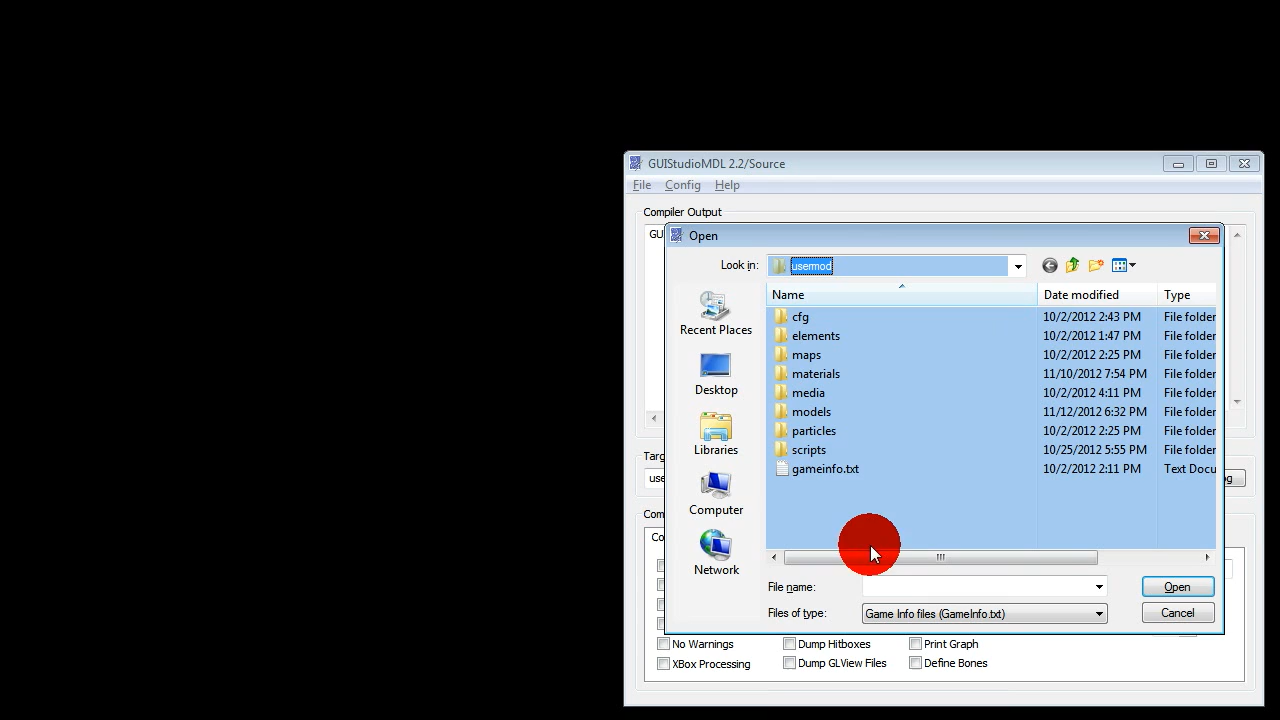 GUIStudioMDL 2.2/Source
File Config Help
Compiler Output
GU
Open
Look in: usermod
Name Date modified Type
cfg 10/2/2012 2:43 PM File folder
elements 10/2/2012 1:47 PM File folder
maps 10/2/2012 2:25 PM File folder
materials 11/10/2012 7:54 PM File folder
media 10/2/2012 4:11 PM File folder
models 11/12/2012 6:32 PM File folder
particles 10/2/2012 2:25 PM File folder
scripts 10/25/2012 5:55 PM File folder
gameinfo.txt 10/2/2012 2:11 PM Text Docu
Recent Places
Desktop
Libraries
Computer
Network
Targ
use
g
Com
Co
File name:
Open
Files of type: Game Info files (GameInfo.txt)
Cancel
No Warnings Dump Hitboxes Print Graph
XBox Processing Dump GLView Files Define Bones